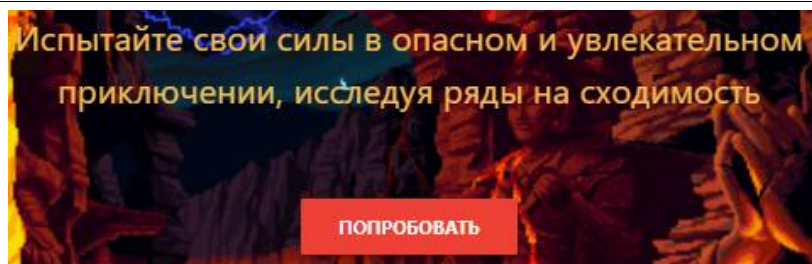 Испытайте свои силы в опасном и увлекательном
приключении, исследуя ряды на сходимость
ПОПРОБОВАТЬ